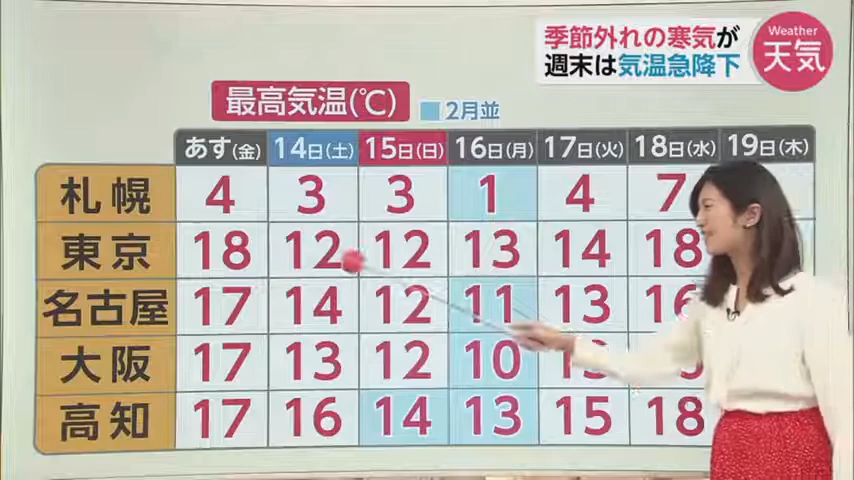 季節外れの寒気が
週末は気温急降下
Weather
天気
最高気温(℃)
2月並
あす(金) 14日(土) 15日(日) 16日(月) 17日(火) 18日(水) 19日(木)
札幌 4 3 3 1 4 7
東京 18 12 12 13 14 18
名古屋 17 14 12 11 13
大阪 17 13 12 10
高知 17 16 14 13 15 18